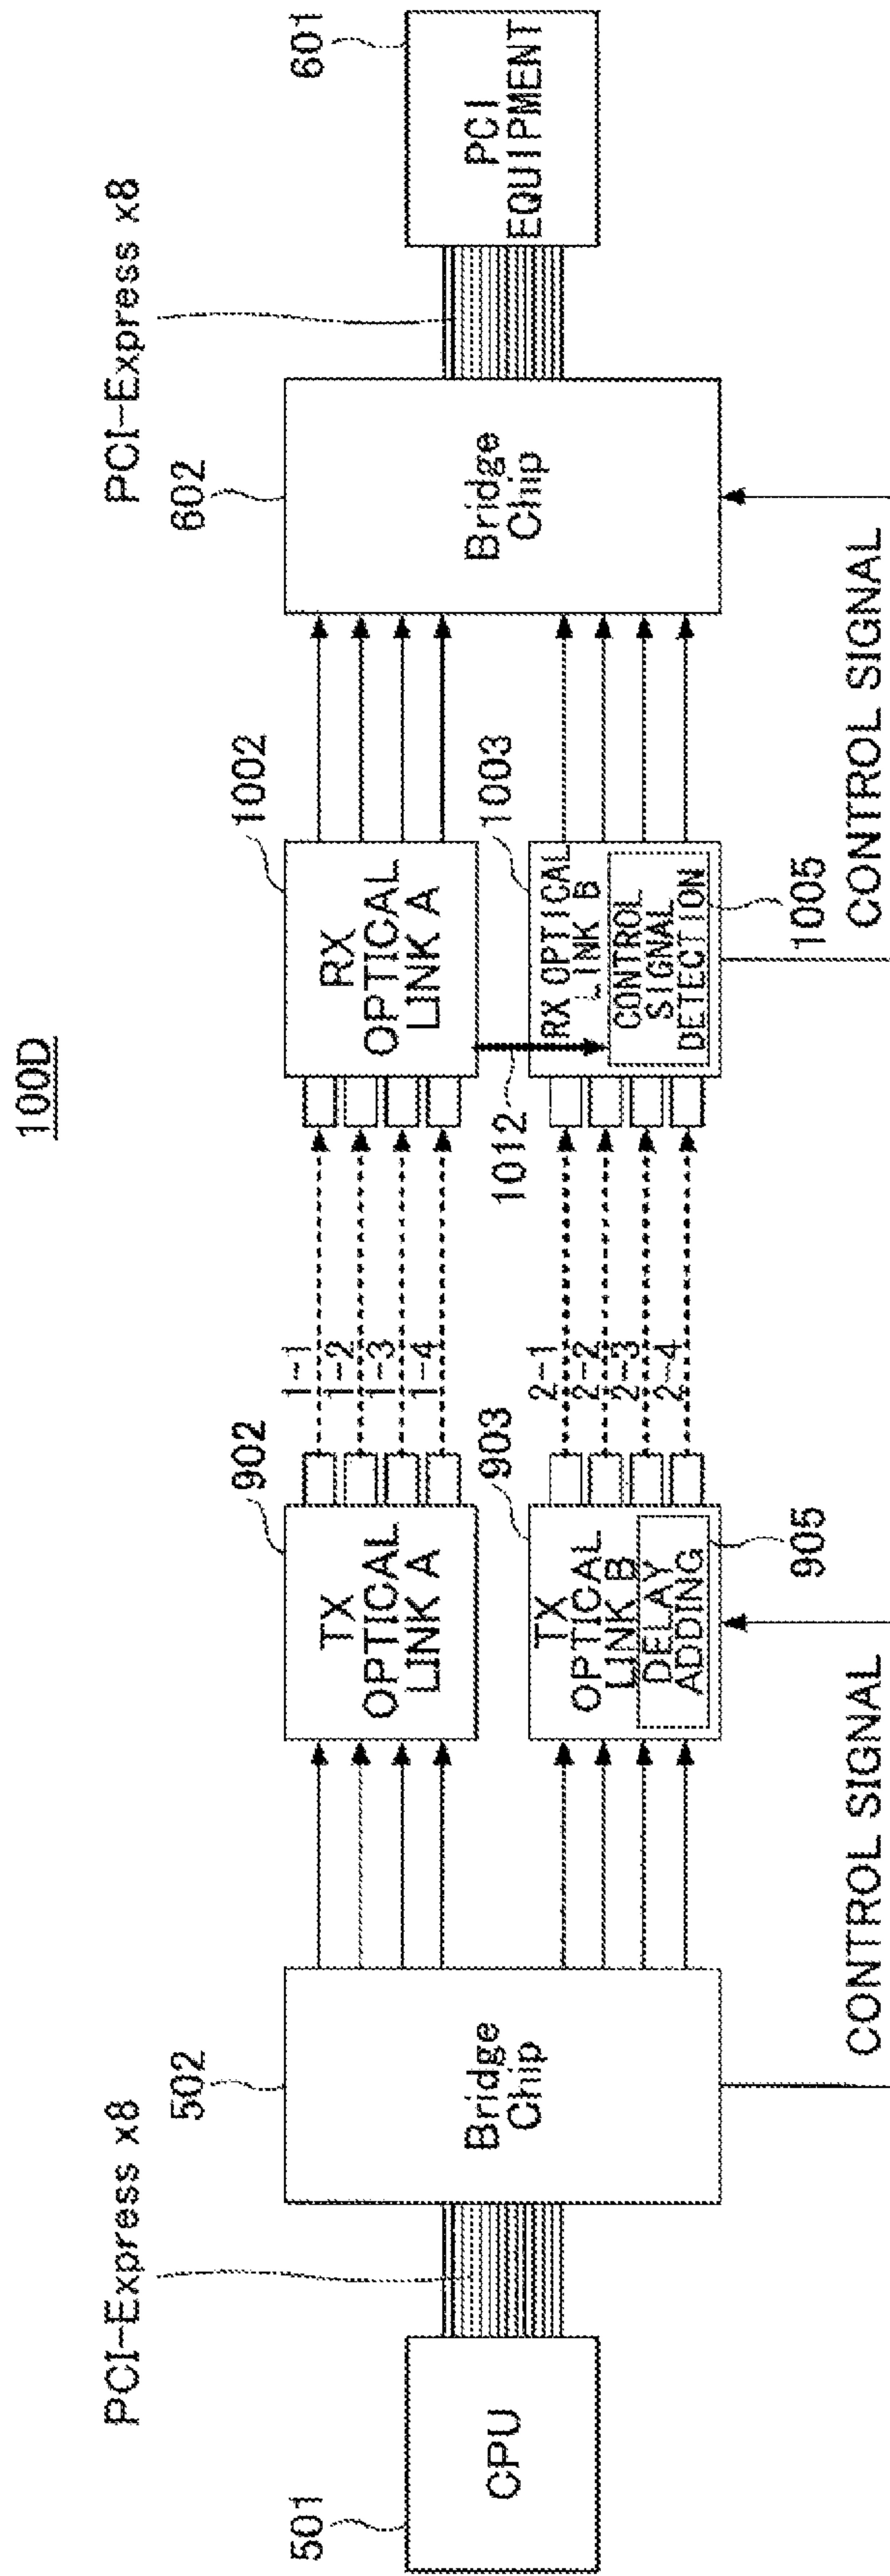 100D
PCI-Express x8
PCI-Express x8
501
CPU
502
Bridge
Chip
902
TX
OPTICAL
LINK A
903
TX
OPTICAL
LINK B
DELAY
ADDING
905
CONTROL SIGNAL
1-1
1-2
1-3
1-4
2-1
2-2
2-3
2-4
1002
RX
OPTICAL
LINK A
1012
1003
RX OPTICAL
LINK B
CONTROL
SIGNAL
DETECTION
1005
CONTROL SIGNAL
602
Bridge
Chip
601
PCI
EQUIPMENT